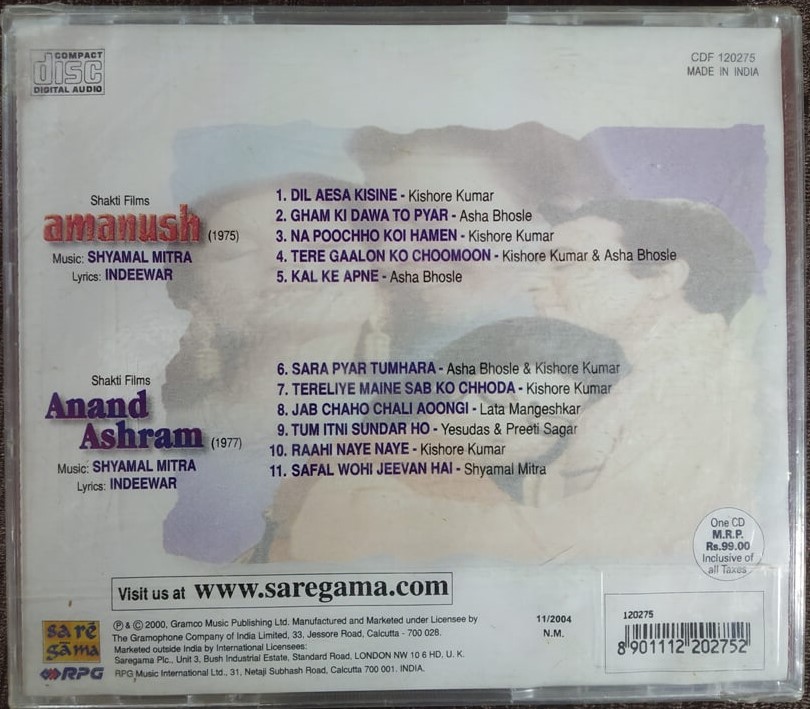 COMPACT
disc
DIGITAL AUDIO
CDF 120275
MADE IN INDIA
Shakti Films
amanush (1975)
Music: SHYAMAL MITRA
Lyrics: INDEEWAR
1. DIL AESA KISINE - Kishore Kumar
2. GHAM KI DAWA TO PYAR - Asha Bhosle
3. NA POOCHHO KOI HAMEN - Kishore Kumar
4. TERE GAALON KO CHOOMOON - Kishore Kumar & Asha Bhosle
5. KAL KE APNE - Asha Bhosle
Shakti Films
Anand
Ashram (1977)
Music: SHYAMAL MITRA
Lyrics: INDEEWAR
6. SARA PYAR TUMHARA - Asha Bhosle & Kishore Kumar
7. TERELIYE MAINE SAB KO CHHODA - Kishore Kumar
8. JAB CHAHO CHALI AOONGI - Lata Mangeshkar
9. TUM ITNI SUNDAR HO - Yesudas & Preeti Sagar
10. RAAHI NAYE NAYE - Kishore Kumar
11. SAFAL WOHI JEEVAN HAI - Shyamal Mitra
One CD
M.R.P.
Rs.99.00
Inclusive of
all Taxes
Visit us at www.saregama.com
sa rē
gā ma
RPG
℗ & © 2000, Gramco Music Publishing Ltd. Manufactured and Marketed under Licensee by
The Gramophone Company of India Limited, 33, Jessore Road, Calcutta - 700 028.
Marketed outside India by International Licensees:
Saregama Plc., Unit 3, Bush Industrial Estate, Standard Road, LONDON NW 10 6 HD, U. K.
RPG Music International Ltd., 31, Netaji Subhash Road, Calcutta 700 001. INDIA.
11/2004
N.M.
120275
8 901112 202752